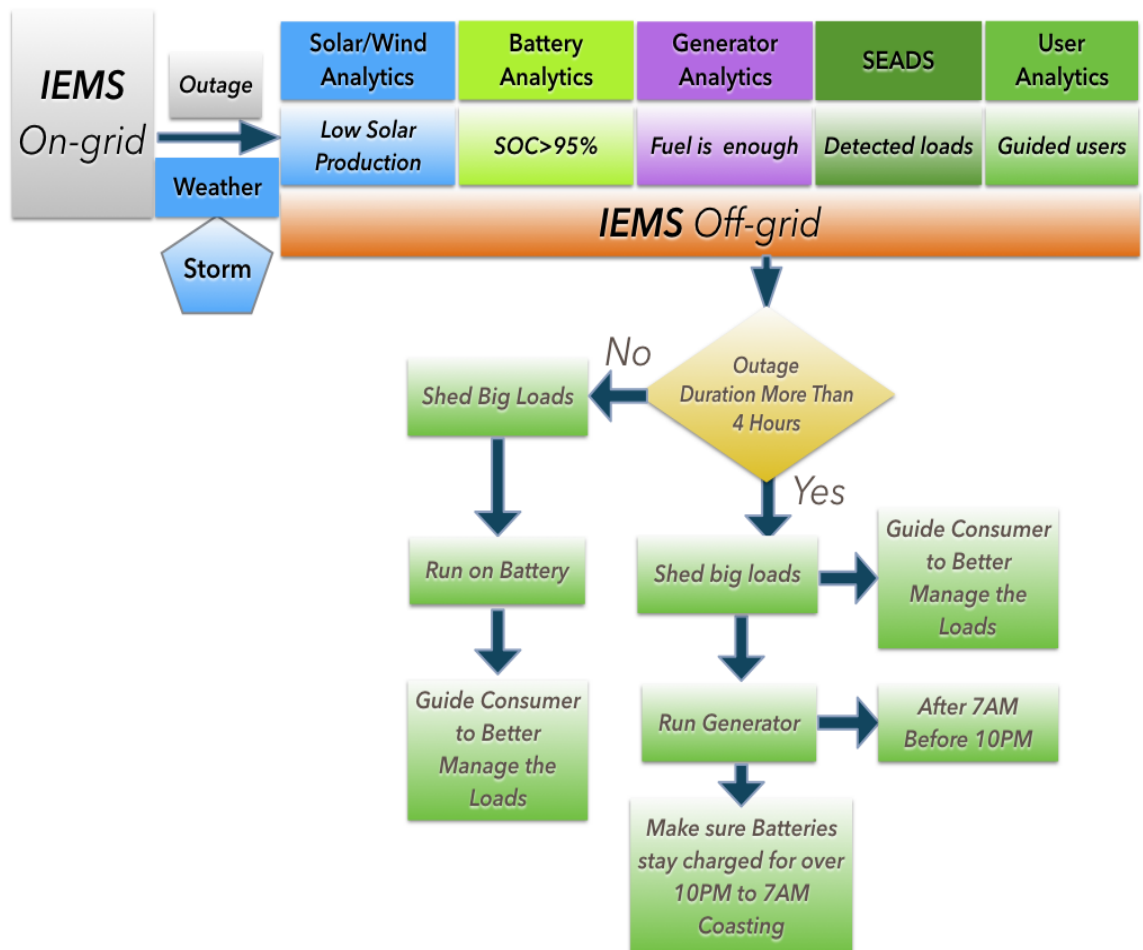 IEMS
On-grid
Outage
Weather
Storm
Solar/Wind
Analytics
Battery
Analytics
Generator
Analytics
SEADS
User
Analytics
Low Solar
Production
SOC>95%
Fuel is enough
Detected loads
Guided users
IEMS Off-grid
Outage
Duration More Than
4 Hours
No
Yes
Shed Big Loads
Run on Battery
Guide Consumer
to Better
Manage the
Loads
Shed big loads
Guide Consumer
to Better
Manage the
Loads
Run Generator
After 7AM
Before 10PM
Make sure Batteries
stay charged for over
10PM to 7AM
Coasting